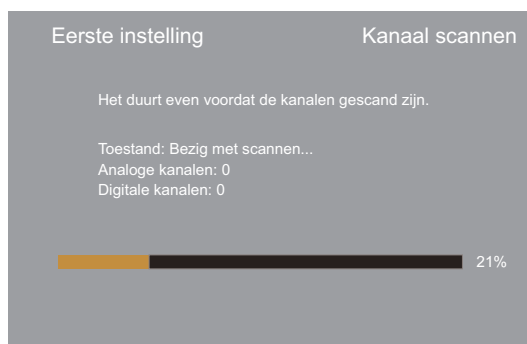 Eerste instelling Kanaal scannen
Het duurt even voordat de kanalen gescand zijn.
Toestand: Bezig met scannen...
Analoge kanalen: 0
Digitale kanalen: 0
21%